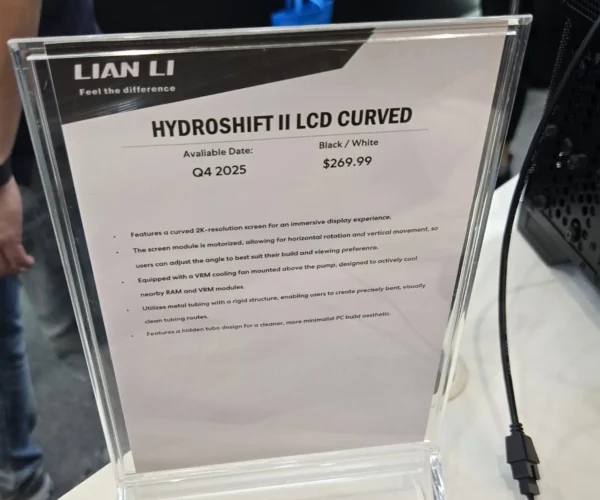 LIAN LI
Feel the difference
HYDROSHIFT II LCD CURVED
Avaliable Date:
Black / White
Q4 2025
$269.99
· Features a curved 2K-resolution screen for an immersive display experience.
· The screen module is motorized, allowing for horizontal rotation and vertical movement, so
users can adjust the angle to best suit their build and viewing preference.
· Equipped with a VRM cooling fan mounted above the pump, designed to actively cool
nearby RAM and VRM modules.
· Utilizes metal tubing with a rigid structure, enabling users to create precisely bent, visually
clean tubing routes.
· Features a hidden tube design for a cleaner, more minimalist PC build aesthetic.